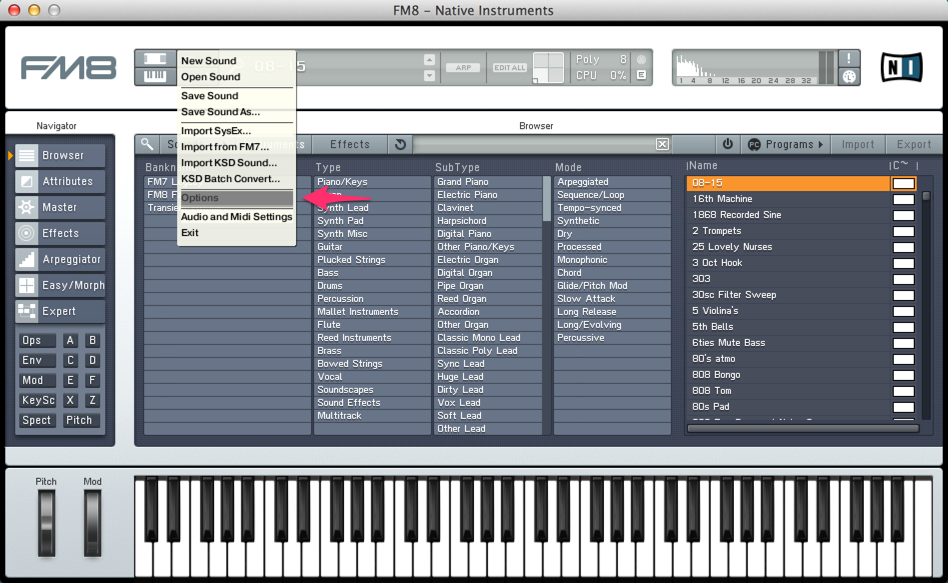 FM8 - Native Instruments
FM8
08-15
ARP
EDIT ALL
Poly 8
CPU 0%
1 4 8 12 16 20 24 28 32
!
NI
New Sound
Open Sound
Save Sound
Save Sound As...
Import SysEx...
Import from FM7...
Import KSD Sound...
KSD Batch Convert...
Options
Audio and Midi Settings
Exit
Navigator
Browser
Attributes
Master
Effects
Arpeggiator
Easy/Morph
Expert
Ops A B
Env C D
Mod E F
KeySc X Z
Spect Pitch
Browser
Effects
PC Programs
Import
Export
Type
Piano/Keys
Synth Lead
Synth Pad
Synth Misc
Guitar
Plucked Strings
Bass
Drums
Percussion
Mallet Instruments
Flute
Reed Instruments
Brass
Bowed Strings
Vocal
Soundscapes
Sound Effects
Multitrack
SubType
Grand Piano
Electric Piano
Clavinet
Harpsichord
Digital Piano
Other Piano/Keys
Electric Organ
Digital Organ
Pipe Organ
Reed Organ
Accordion
Other Organ
Classic Mono Lead
Classic Poly Lead
Sync Lead
Huge Lead
Dirty Lead
Vox Lead
Soft Lead
Other Lead
Mode
Arpeggiated
Sequence/Loop
Tempo-synced
Synthetic
Dry
Processed
Monophonic
Chord
Glide/Pitch Mod
Slow Attack
Long Release
Long/Evolving
Percussive
Name C~
08-15
16th Machine
1868 Recorded Sine
2 Trompets
25 Lovely Nurses
3 Oct Hook
303
30sc Filter Sweep
5 Violina's
5th Bells
6ties Mute Bass
80's atmo
808 Bongo
808 Tom
80s Pad
Pitch
Mod